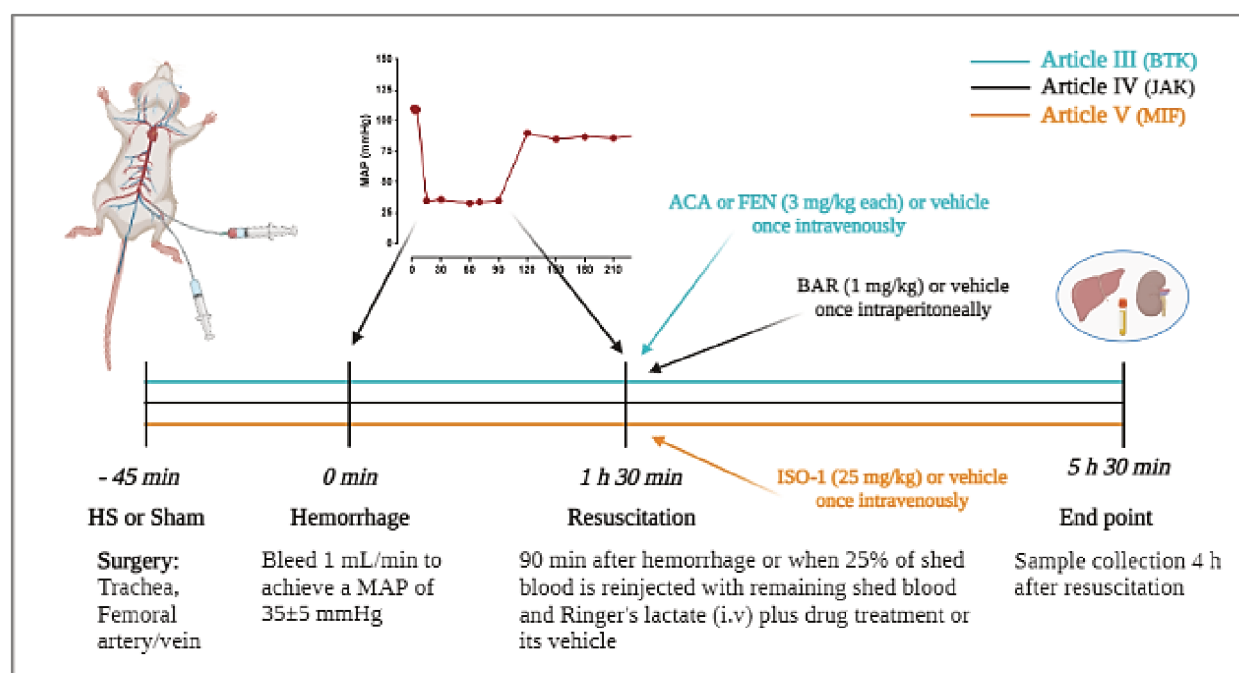 Article III (BTK)
Article IV (JAK)
Article V (MIF)
MAP (mmHg)
150
125
100
75
50
25
0
0 30 60 90 120 150 180 210
ACA or FEN (3 mg/kg each) or vehicle
once intravenously
BAR (1 mg/kg) or vehicle
once intraperitoneally
ISO-1 (25 mg/kg) or vehicle
once intravenously
- 45 min
HS or Sham
Surgery:
Trachea,
Femoral
artery/vein
0 min
Hemorrhage
Bleed 1 mL/min to
achieve a MAP of
35±5 mmHg
1 h 30 min
Resuscitation
90 min after hemorrhage or when 25% of shed
blood is reinjected with remaining shed blood
and Ringer's lactate (i.v) plus drug treatment or
its vehicle
5 h 30 min
End point
Sample collection 4 h
after resuscitation